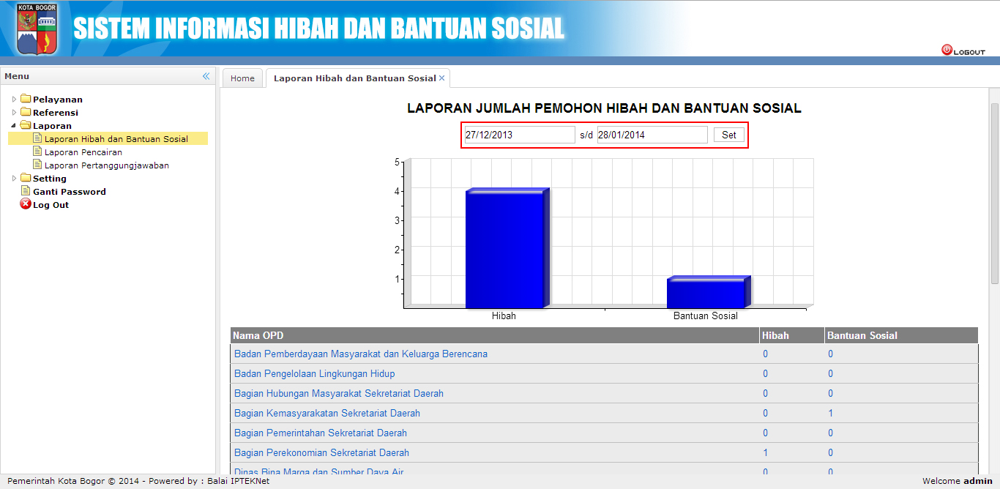 KOTA BOGOR
SISTEM INFORMASI HIBAH DAN BANTUAN SOSIAL
LOGOUT
Menu
Pelayanan
Referensi
Laporan
Laporan Hibah dan Bantuan Sosial
Laporan Pencairan
Laporan Pertanggungjawaban
Setting
Ganti Password
Log Out
Home
Laporan Hibah dan Bantuan Sosial
LAPORAN JUMLAH PEMOHON HIBAH DAN BANTUAN SOSIAL
27/12/2013 s/d 28/01/2014 Set
5
4
3
2
1
Hibah Bantuan Sosial
Nama OPD Hibah Bantuan Sosial
Badan Pemberdayaan Masyarakat dan Keluarga Berencana 0 0
Badan Pengelolaan Lingkungan Hidup 0 0
Bagian Hubungan Masyarakat Sekretariat Daerah 0 0
Bagian Kemasyarakatan Sekretariat Daerah 0 1
Bagian Pemerintahan Sekretariat Daerah 0 0
Bagian Perekonomian Sekretariat Daerah 1 0
Dinas Bina Marga dan Sumber Daya Air 0 0
Pemerintah Kota Bogor © 2014 - Powered by : Balai IPTEKNet
Welcome admin